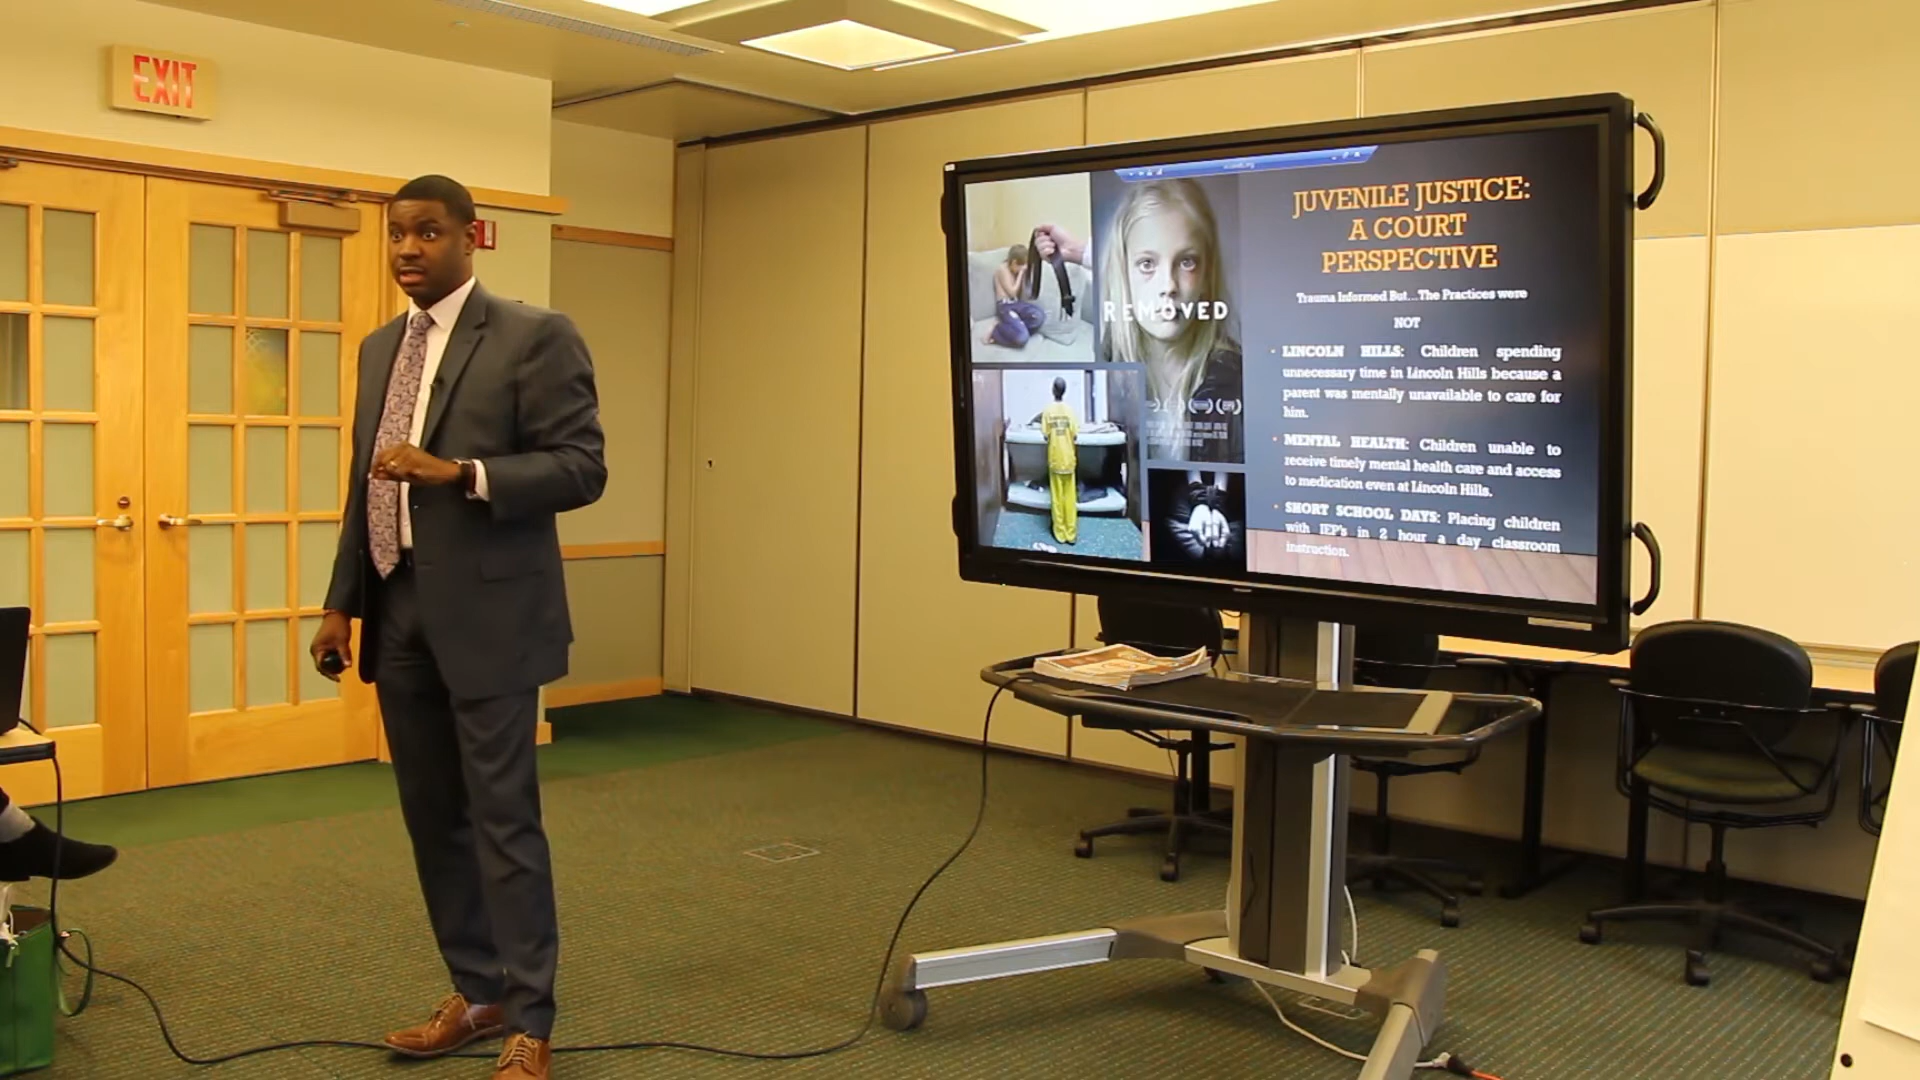 EXIT
JUVENILE JUSTICE:
A COURT
PERSPECTIVE
Trauma Informed But...The Practices were
NOT
REMOVED
• LINCOLN HILLS: Children spending
unnecessary time in Lincoln Hills because a
parent was mentally unavailable to care for
him.
• MENTAL HEALTH: Children unable to
receive timely mental health care and access
to medication even at Lincoln Hills.
• SHORT SCHOOL DAYS: Placing children
with IEP's in 2 hour a day classroom
instruction.